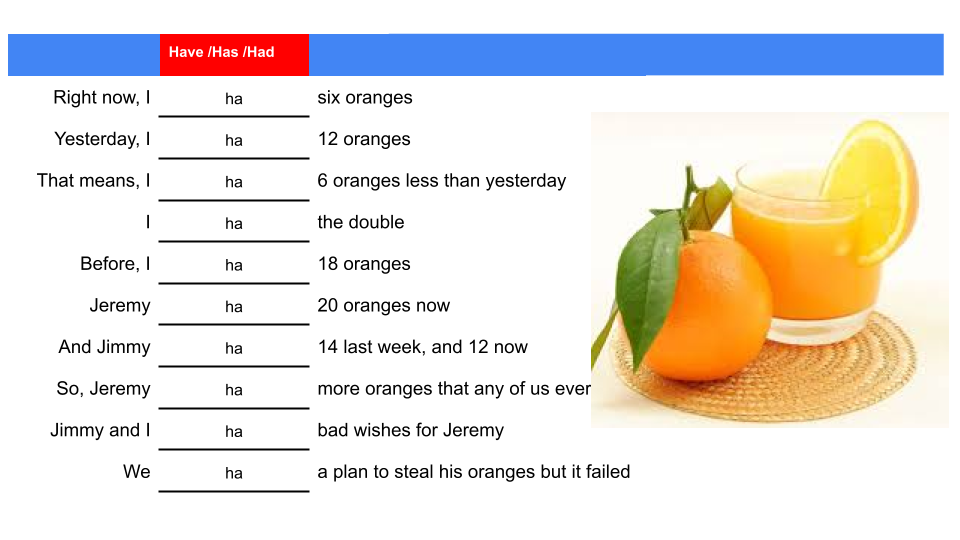 Have /Has /Had
Right now, I ha six oranges
Yesterday, I ha 12 oranges
That means, I ha 6 oranges less than yesterday
I ha the double
Before, I ha 18 oranges
Jeremy ha 20 oranges now
And Jimmy ha 14 last week, and 12 now
So, Jeremy ha more oranges that any of us ever
Jimmy and I ha bad wishes for Jeremy
We ha a plan to steal his oranges but it failed